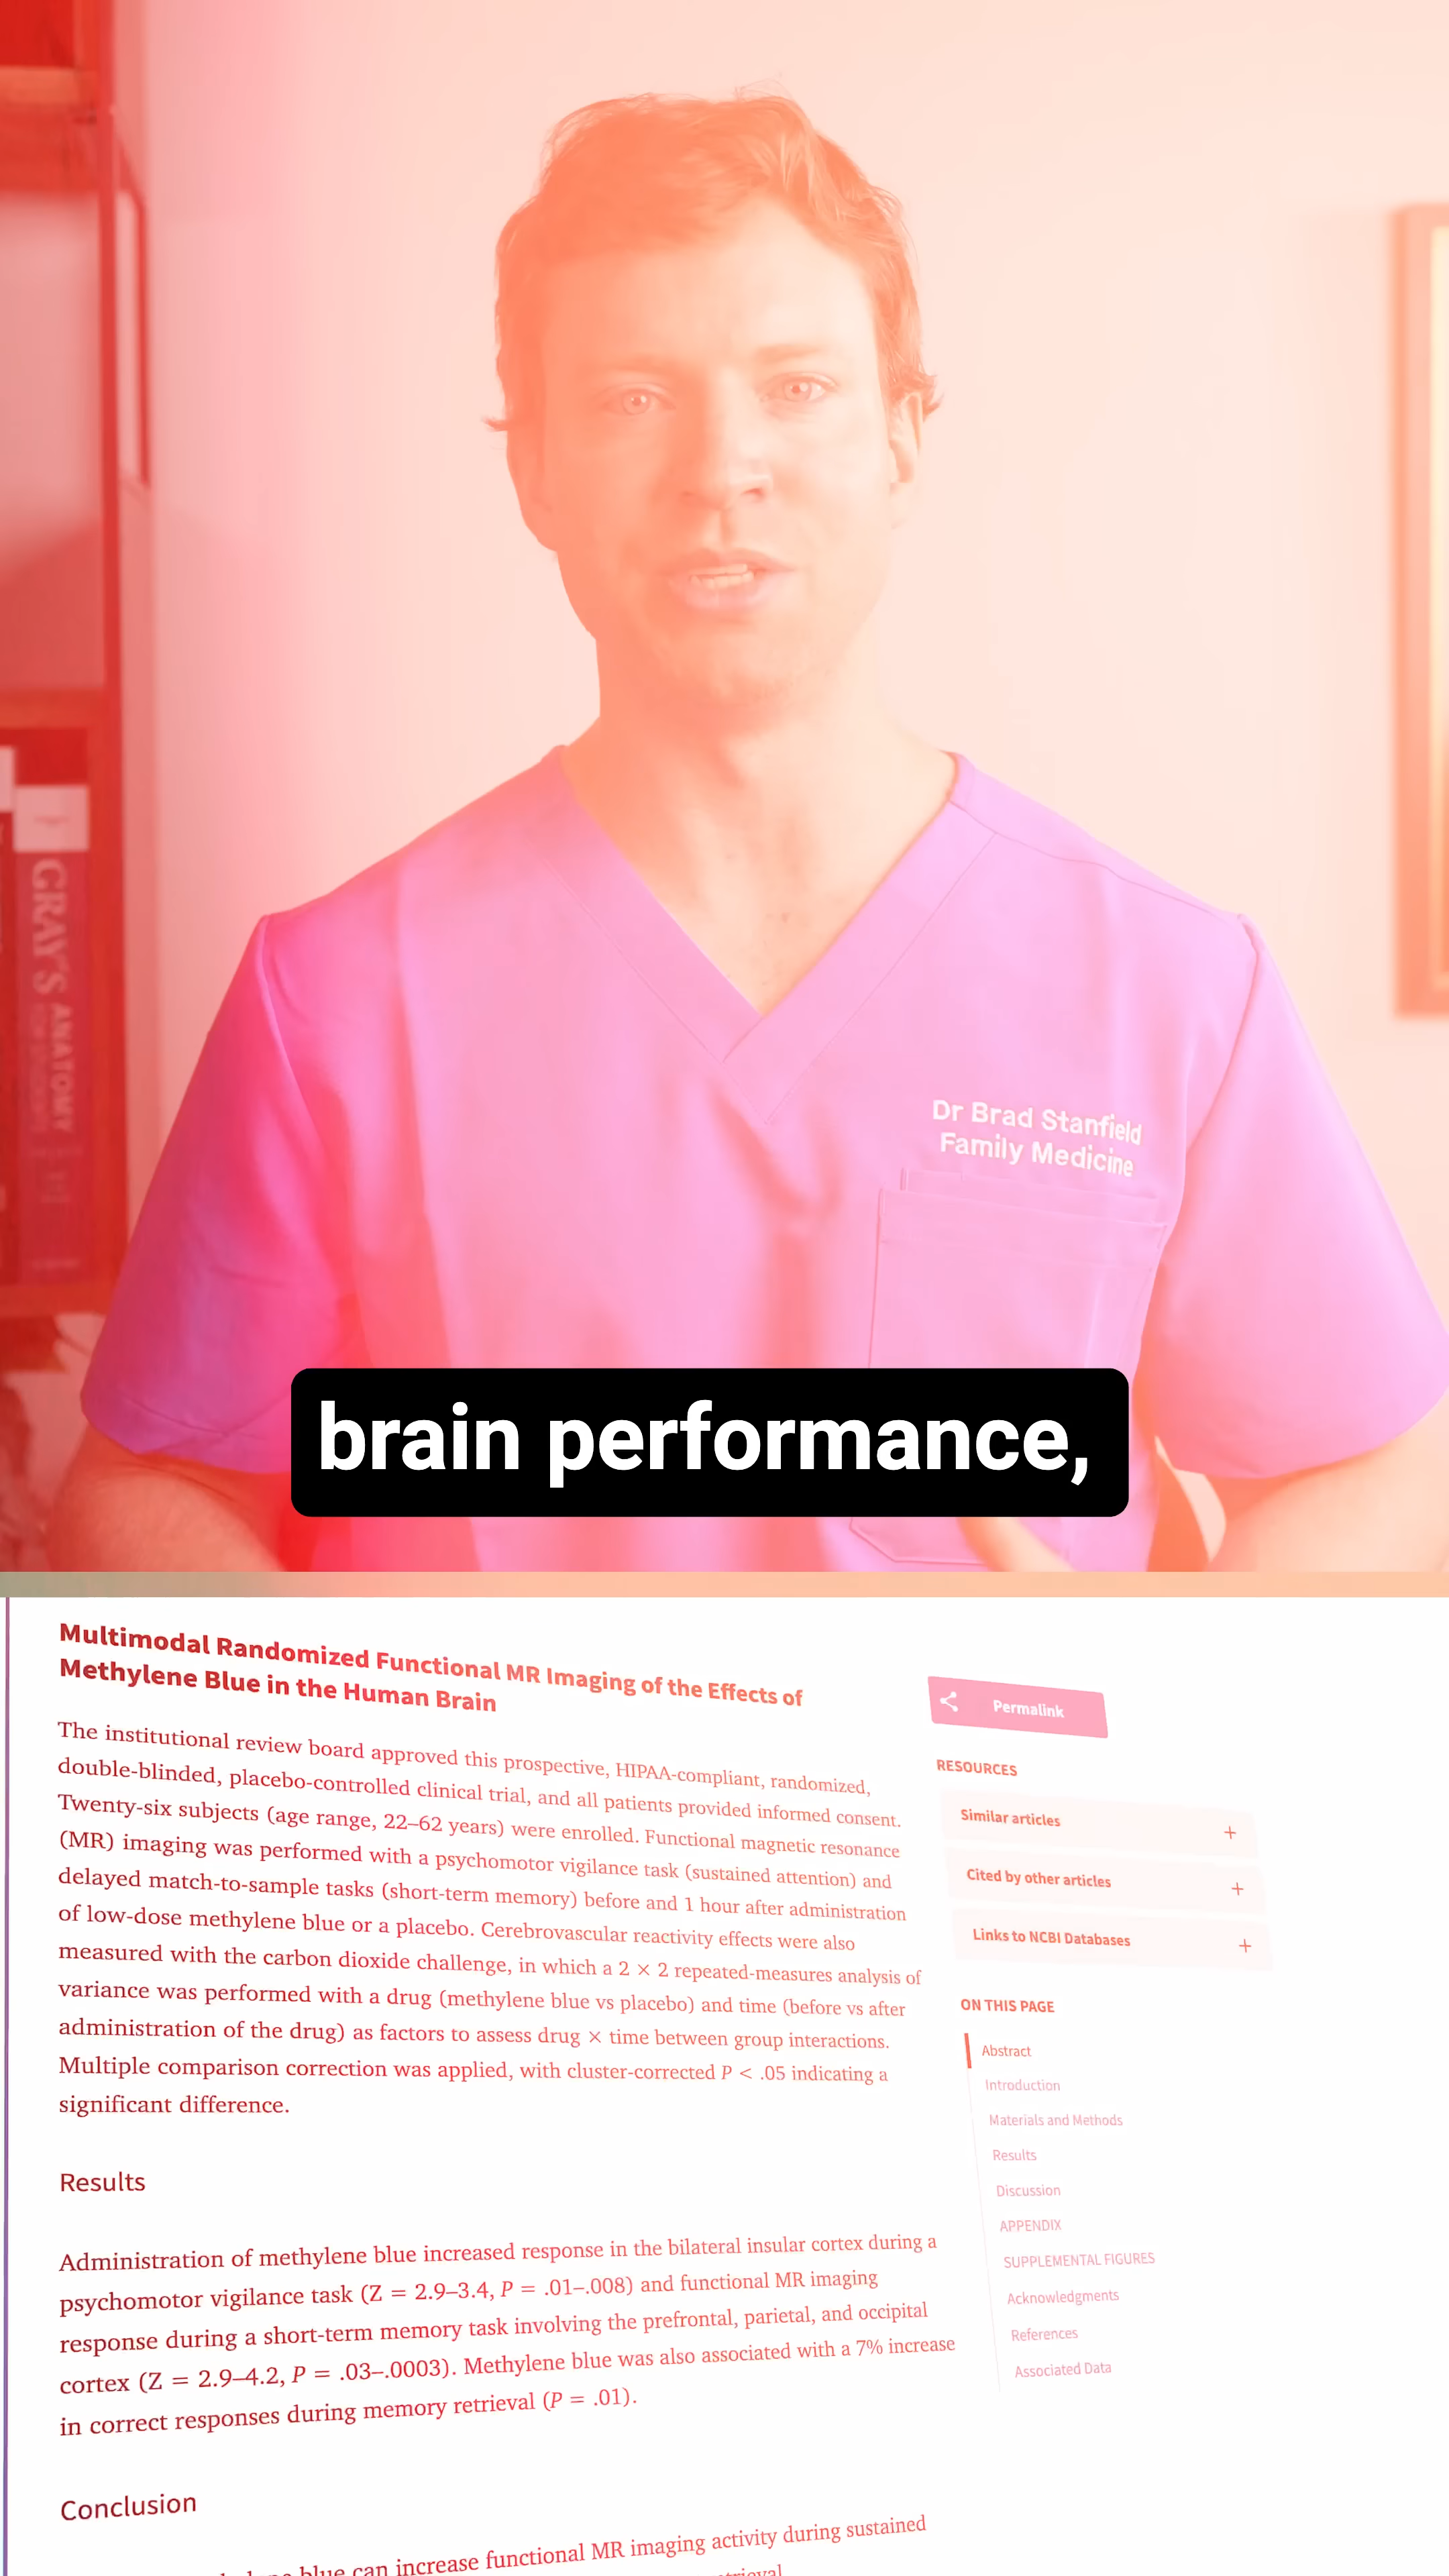 GRAY'S ANATOMY
FOR STUDENTS
Dr Brad Stanfield
Family Medicine
brain performance,
Multimodal Randomized Functional MR Imaging of the Effects of
Methylene Blue in the Human Brain
The institutional review board approved this prospective, HIPAA-compliant, randomized,
double-blinded, placebo-controlled clinical trial, and all patients provided informed consent.
Twenty-six subjects (age range, 22–62 years) were enrolled. Functional magnetic resonance
(MR) imaging was performed with a psychomotor vigilance task (sustained attention) and
delayed match-to-sample tasks (short-term memory) before and 1 hour after administration
of low-dose methylene blue or a placebo. Cerebrovascular reactivity effects were also
measured with the carbon dioxide challenge, in which a 2 × 2 repeated-measures analysis of
variance was performed with a drug (methylene blue vs placebo) and time (before vs after
administration of the drug) as factors to assess drug × time between group interactions.
Multiple comparison correction was applied, with cluster-corrected P < .05 indicating a
significant difference.
Results
Administration of methylene blue increased response in the bilateral insular cortex during a
psychomotor vigilance task (Z = 2.9–3.4, P = .01–.008) and functional MR imaging
response during a short-term memory task involving the prefrontal, parietal, and occipital
cortex (Z = 2.9–4.2, P = .03–.0003). Methylene blue was also associated with a 7% increase
in correct responses during memory retrieval (P = .01).
Conclusion
blue can increase functional MR imaging activity during sustained
Permalink
RESOURCES
Similar articles
Cited by other articles
Links to NCBI Databases
ON THIS PAGE
Abstract
Introduction
Materials and Methods
Results
Discussion
APPENDIX
SUPPLEMENTAL FIGURES
Acknowledgments
References
Associated Data